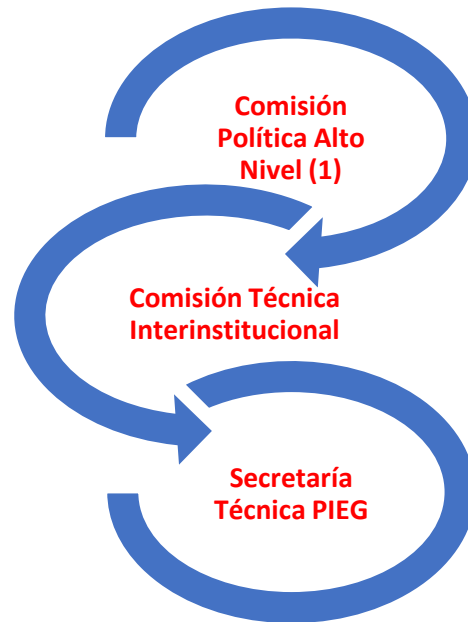 Comisión
Política Alto
Nivel (1)
Comisión Técnica
Interinstitucional
Secretaría
Técnica PIEG